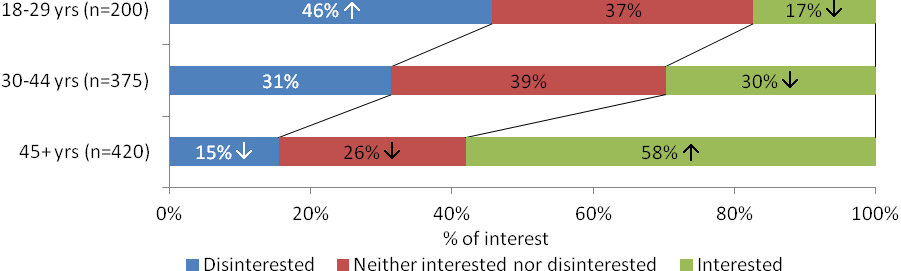 18-29 yrs (n=200) 46%↑ 37% 17%↓
30-44 yrs (n=375) 31% 39% 30%↓
45+ yrs (n=420) 15%↓ 26%↓ 58%↑
0% 20% 40% 60% 80% 100%
% of interest
Disinterested Neither interested nor disinterested Interested